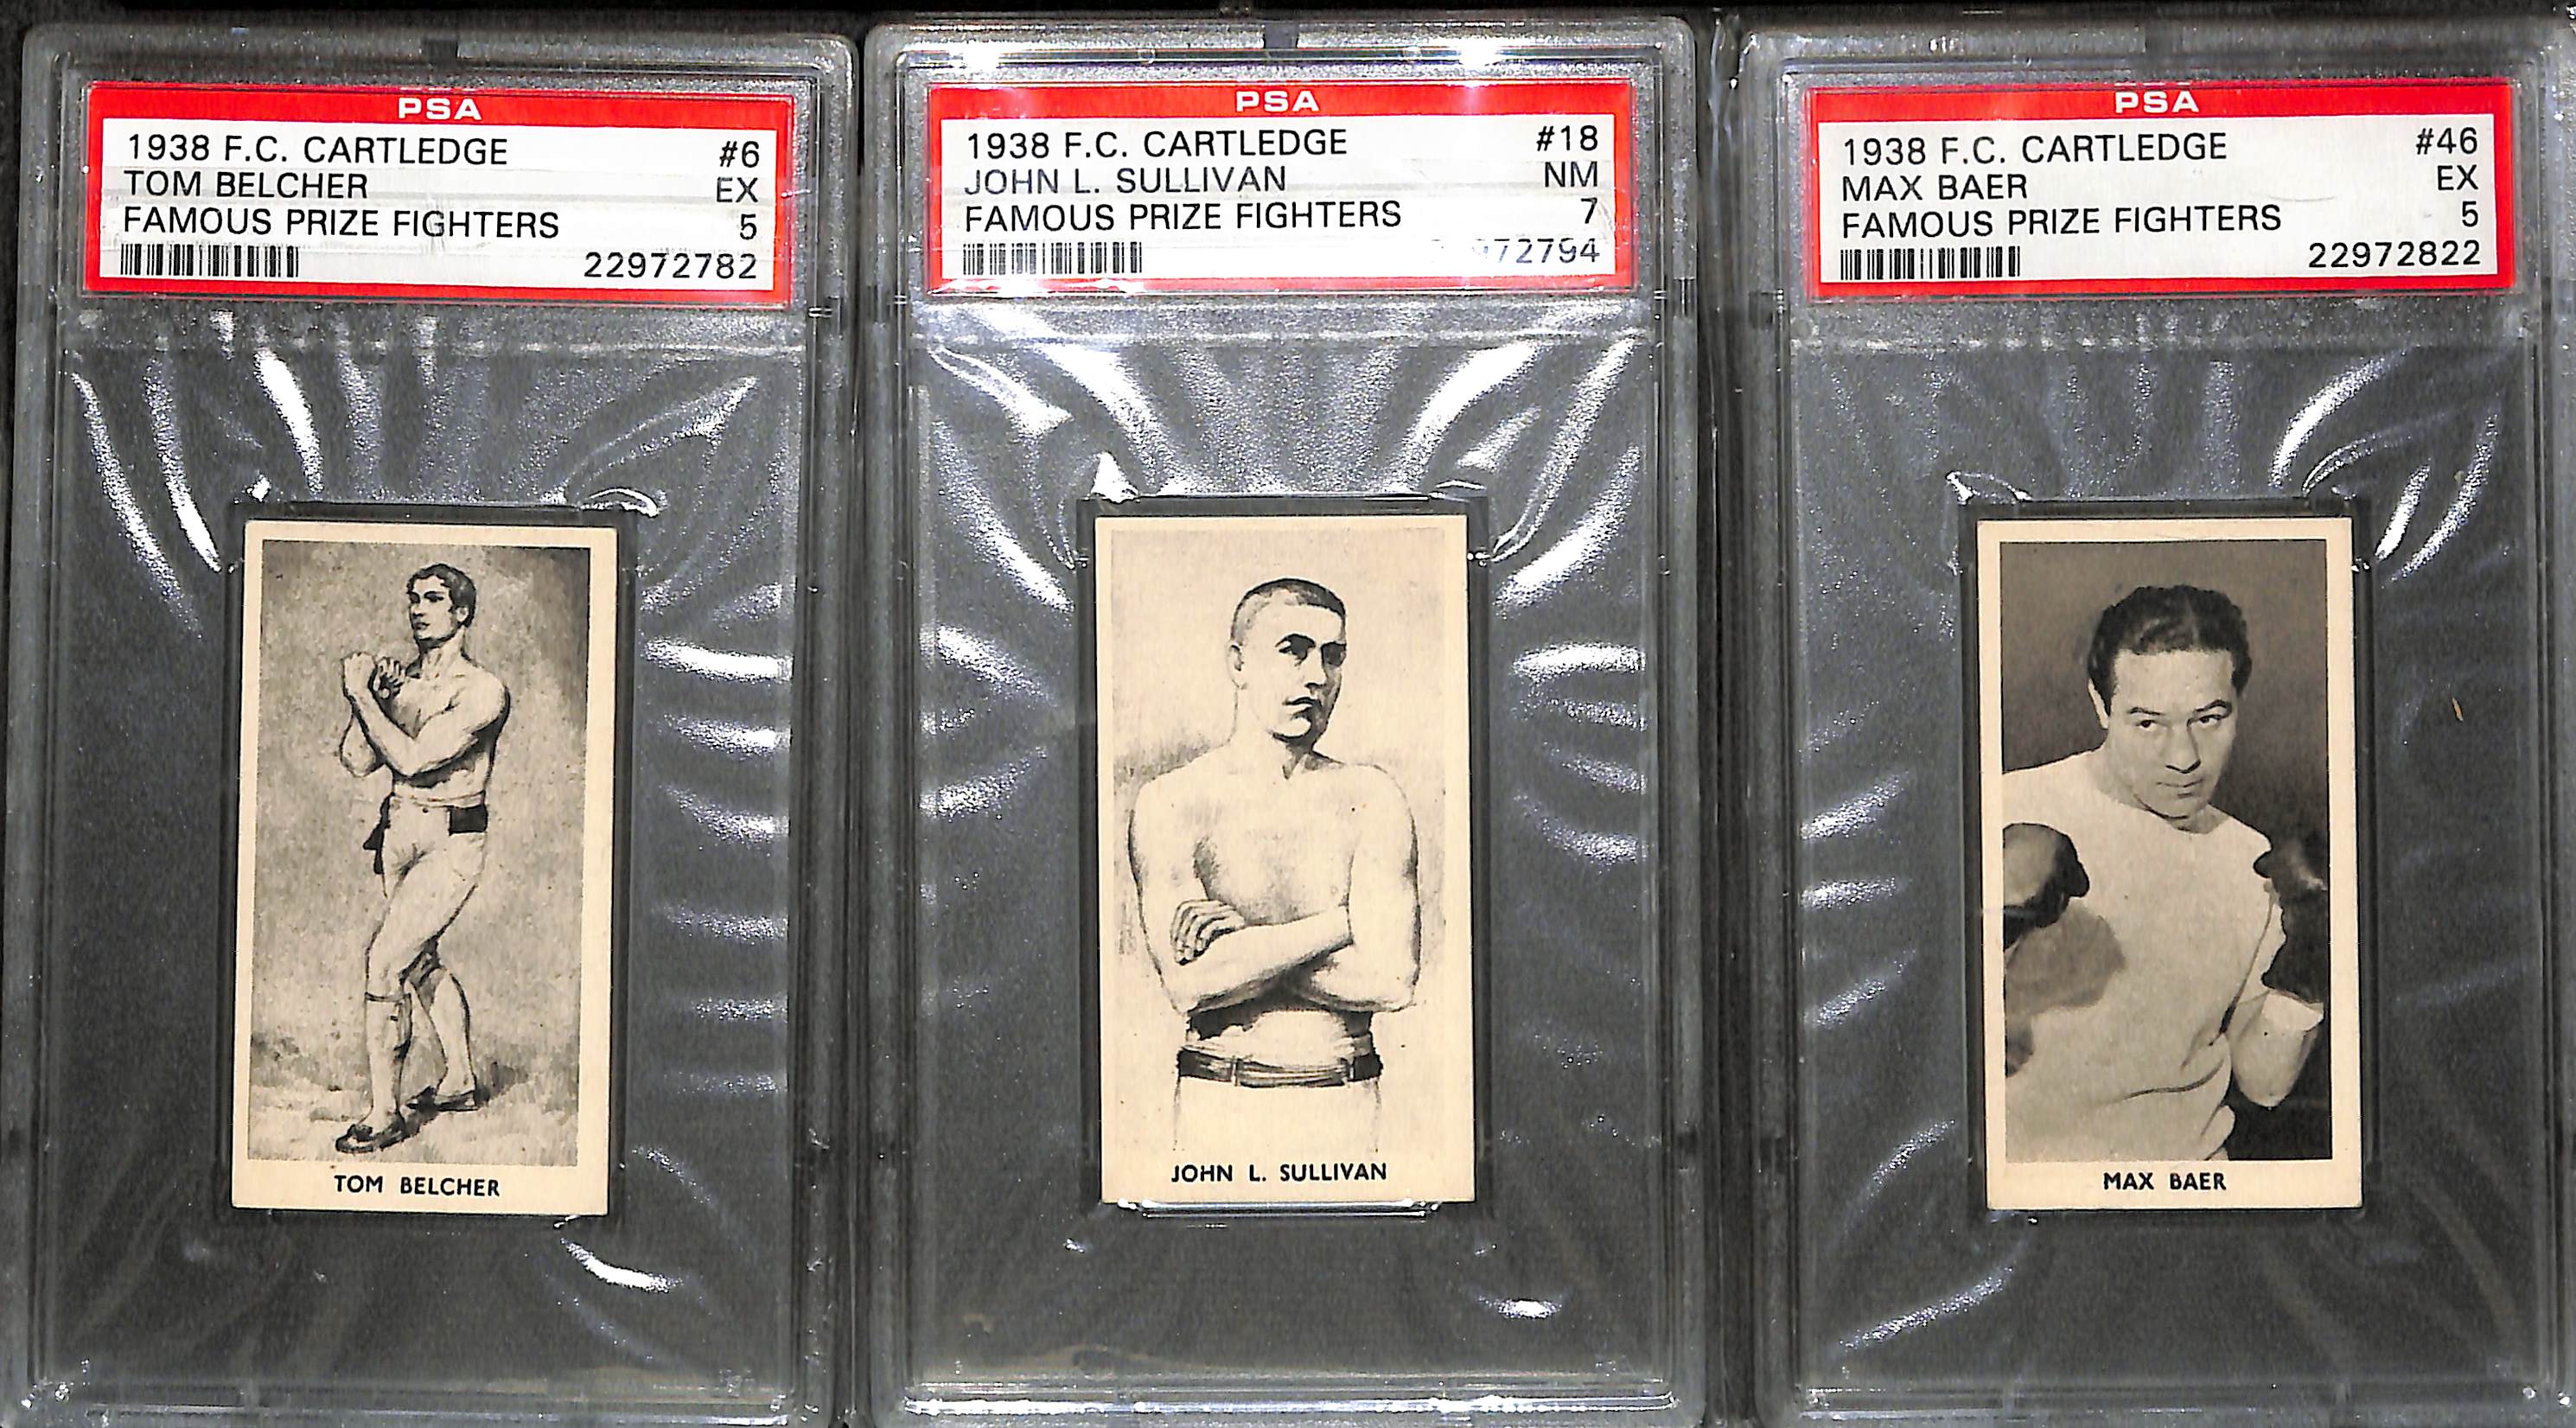 PSA
1938 F.C. CARTLEDGE #6
TOM BELCHER EX
FAMOUS PRIZE FIGHTERS 5
22972782
TOM BELCHER
PSA
1938 F.C. CARTLEDGE #18
JOHN L. SULLIVAN NM
FAMOUS PRIZE FIGHTERS 7
JOHN L. SULLIVAN
PSA
1938 F.C. CARTLEDGE #46
MAX BAER EX
FAMOUS PRIZE FIGHTERS 5
22972822
MAX BAER